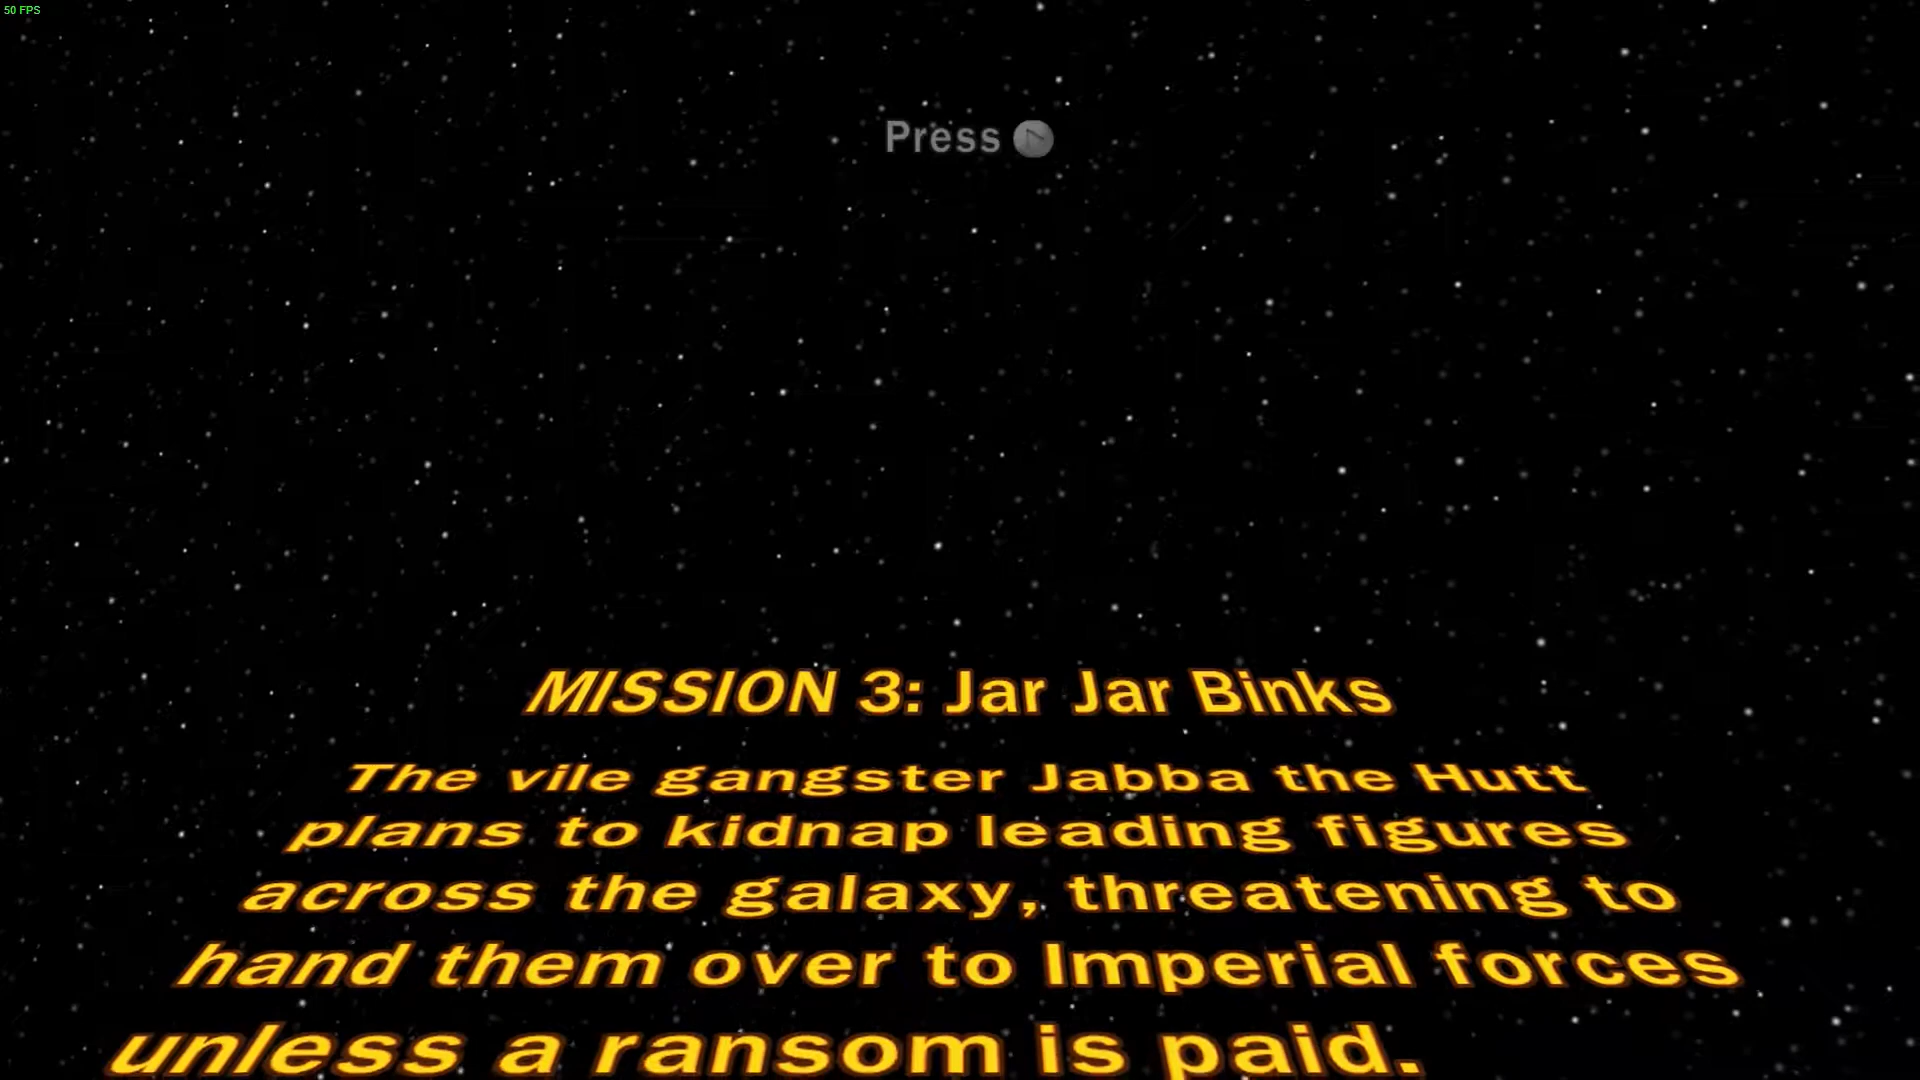 50 FPS
Press
MISSION 3: Jar Jar Binks
The vile gangster Jabba the Hutt
plans to kidnap leading figures
across the galaxy, threatening to
hand them over to Imperial forces
unless a ransom is paid.